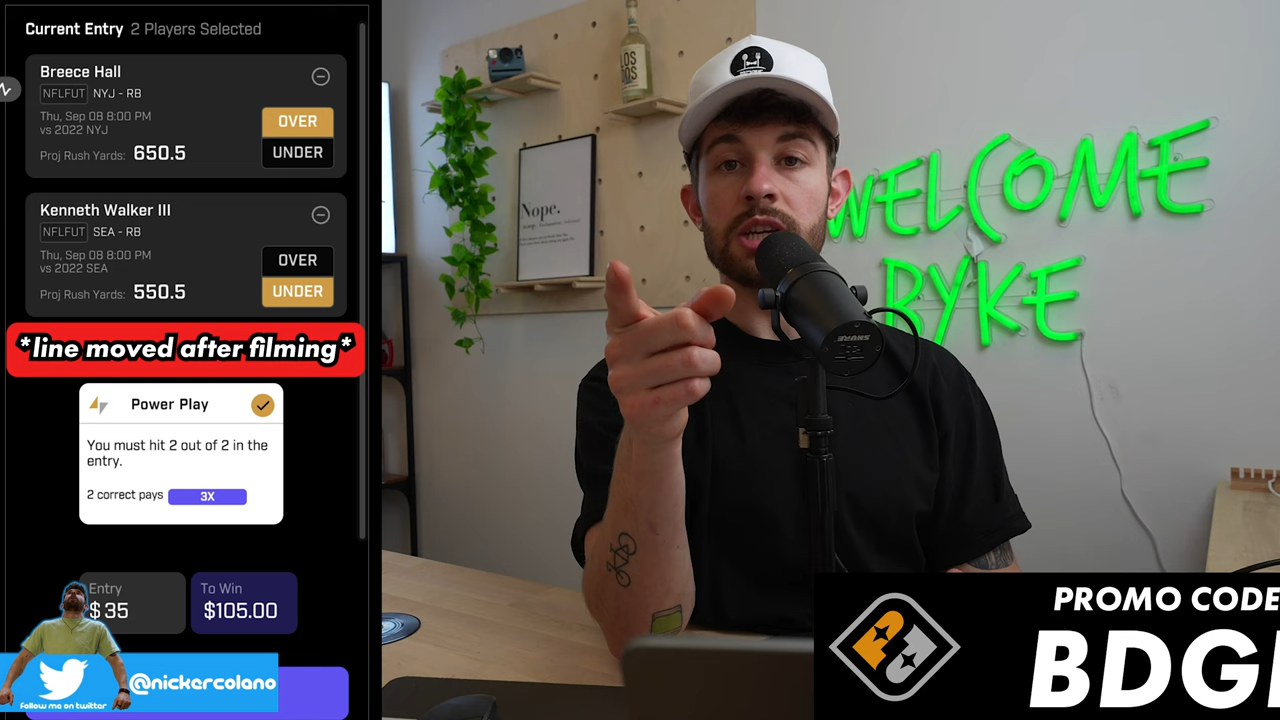 Current Entry 2 Players Selected
Breece Hall
NFLFUT NYJ - RB
Thu, Sep 08 8:00 PM
vs 2022 NYJ
Proj Rush Yards: 650.5
OVER
UNDER
Kenneth Walker III
NFLFUT SEA - RB
Thu, Sep 08 8:00 PM
vs 2022 SEA
Proj Rush Yards: 550.5
OVER
UNDER
*line moved after filming*
Power Play
You must hit 2 out of 2 in the
entry.
2 correct pays 3X
Entry
$35
To Win
$105.00
@nickercolano
follow me on twitter
LOS
Nope.
WELCOME
BYKE
SHURE
PROMO CODE
BDG